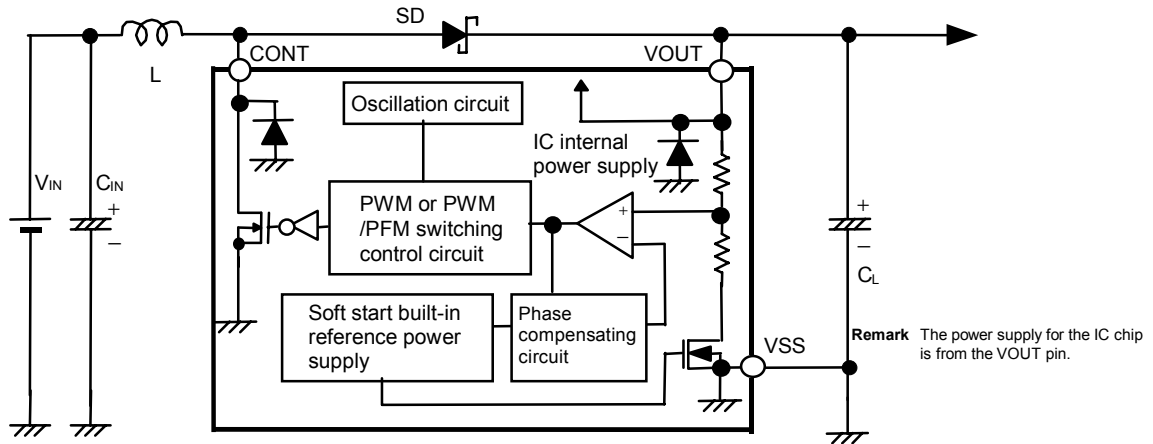 SD
CONT
VOUT
L
Oscillation circuit
IC internal
power supply
VIN
CIN
+
−
PWM or PWM
/PFM switching
control circuit
+
−
+
−
CL
Soft start built-in
reference power
supply
Phase
compensating
circuit
VSS
Remark The power supply for the IC chip
is from the VOUT pin.